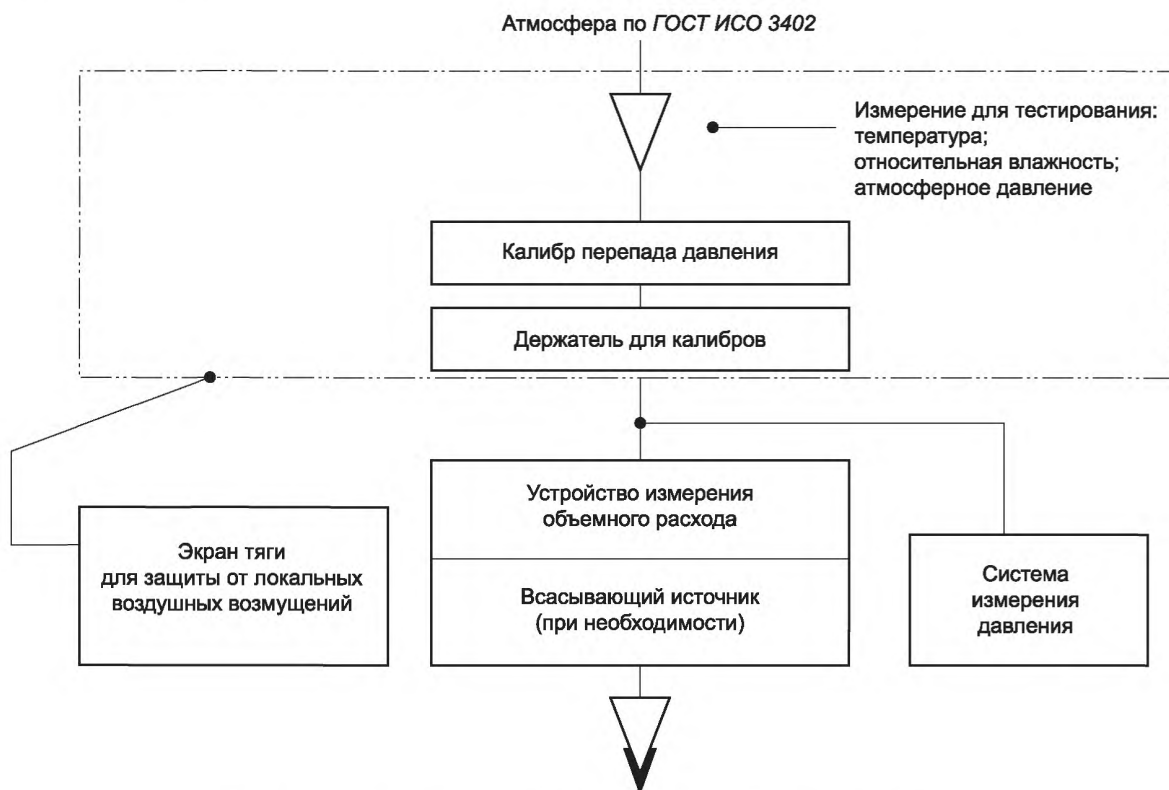 Атмосфера по ГОСТ ИСО 3402
Измерение для тестирования:
температура;
относительная влажность;
атмосферное давление
Калибр перепада давления
Держатель для калибров
Устройство измерения
объемного расхода
Всасывающий источник
(при необходимости)
Экран тяги
для защиты от локальных
воздушных возмущений
Система
измерения
давления